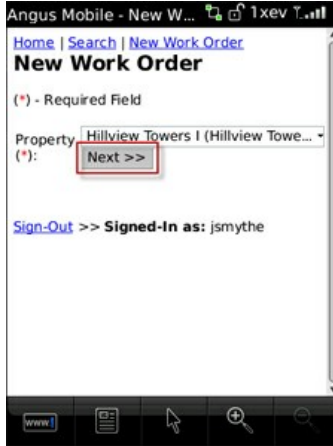 Angus Mobile - New W... 1xev
Home | Search | New Work Order
New Work Order
(*) - Required Field
Property (*): Hillview Towers I (Hillview Towe...
Next >>
Sign-Out >> Signed-In as: jsmythe
www